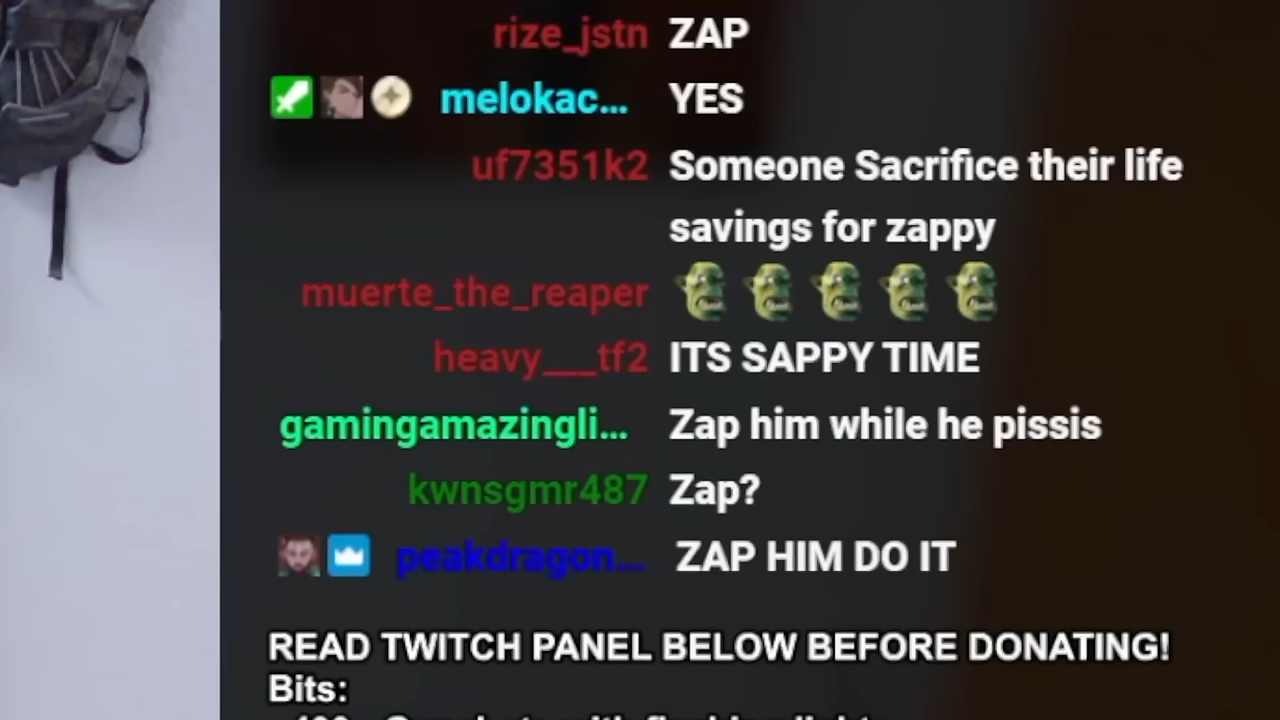 rize_jstn ZAP
melokac... YES
uf7351k2 Someone Sacrifice their life
savings for zappy
muerte_the_reaper
heavy___tf2 ITS SAPPY TIME
gamingamazingli... Zap him while he pissis
kwnsgmr487 Zap?
peakdragon... ZAP HIM DO IT
READ TWITCH PANEL BELOW BEFORE DONATING!
Bits: